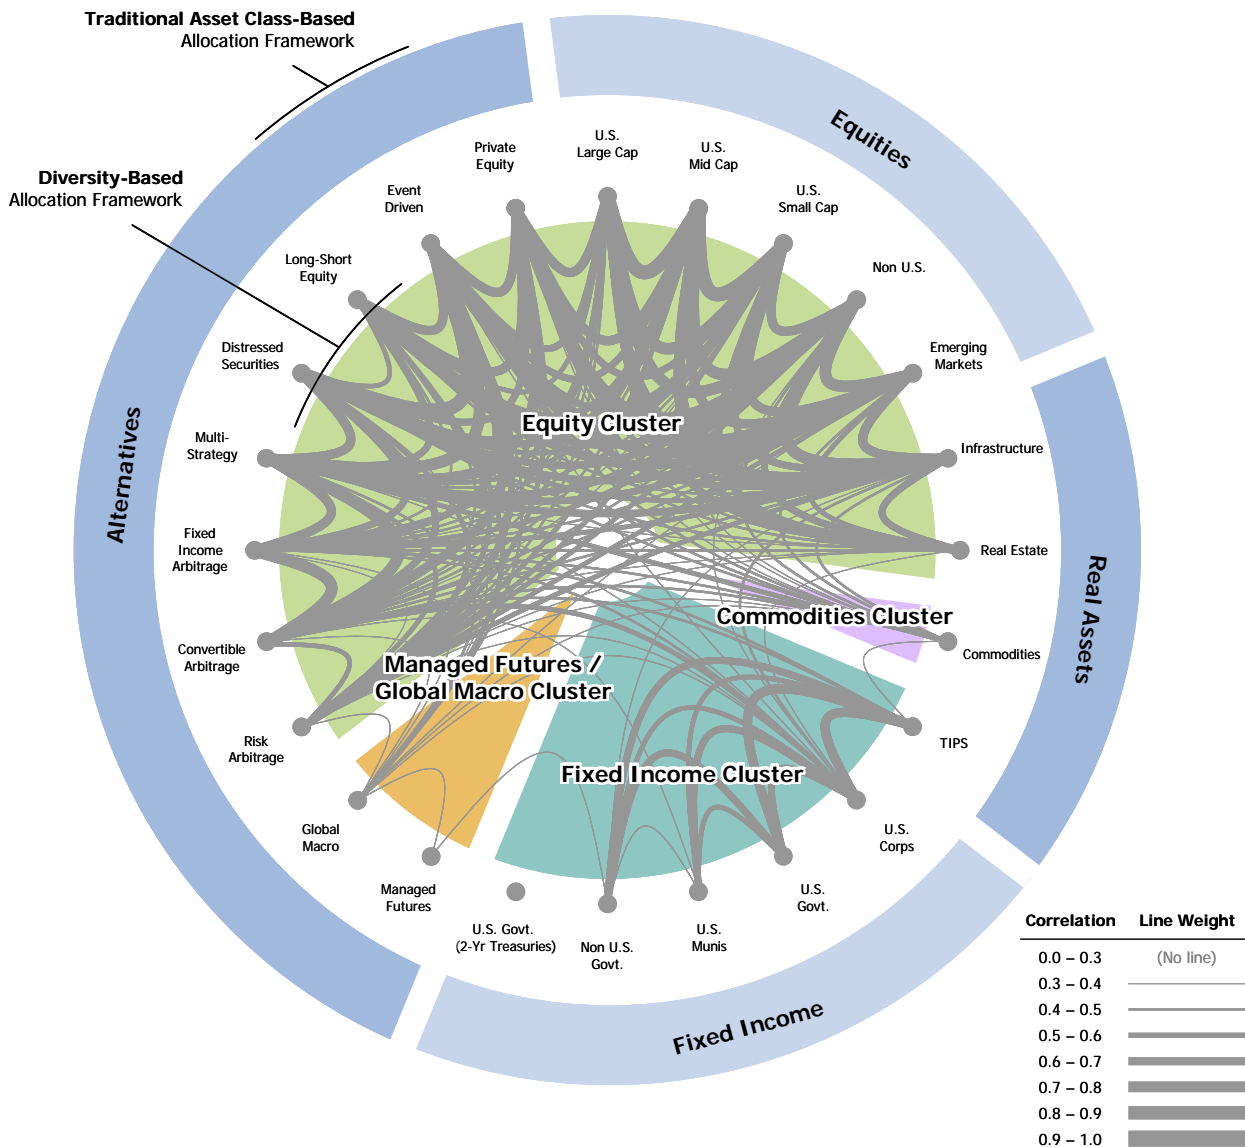 Traditional Asset Class-Based
Allocation Framework
Diversity-Based
Allocation Framework
Equities
Real Assets
Fixed Income
Alternatives
U.S.
Large Cap
U.S.
Mid Cap
U.S.
Small Cap
Non U.S.
Emerging
Markets
Infrastructure
Real Estate
Commodities
TIPS
U.S.
Corps
U.S.
Govt.
U.S.
Munis
Non U.S.
Govt.
U.S. Govt.
(2-Yr Treasuries)
Managed
Futures
Global
Macro
Risk
Arbitrage
Convertible
Arbitrage
Fixed
Income
Arbitrage
Multi-
Strategy
Distressed
Securities
Long-Short
Equity
Event
Driven
Private
Equity
Equity Cluster
Commodities Cluster
Managed Futures /
Global Macro Cluster
Fixed Income Cluster
Correlation Line Weight
0.0 – 0.3 (No line)
0.3 – 0.4
0.4 – 0.5
0.5 – 0.6
0.6 – 0.7
0.7 – 0.8
0.8 – 0.9
0.9 – 1.0